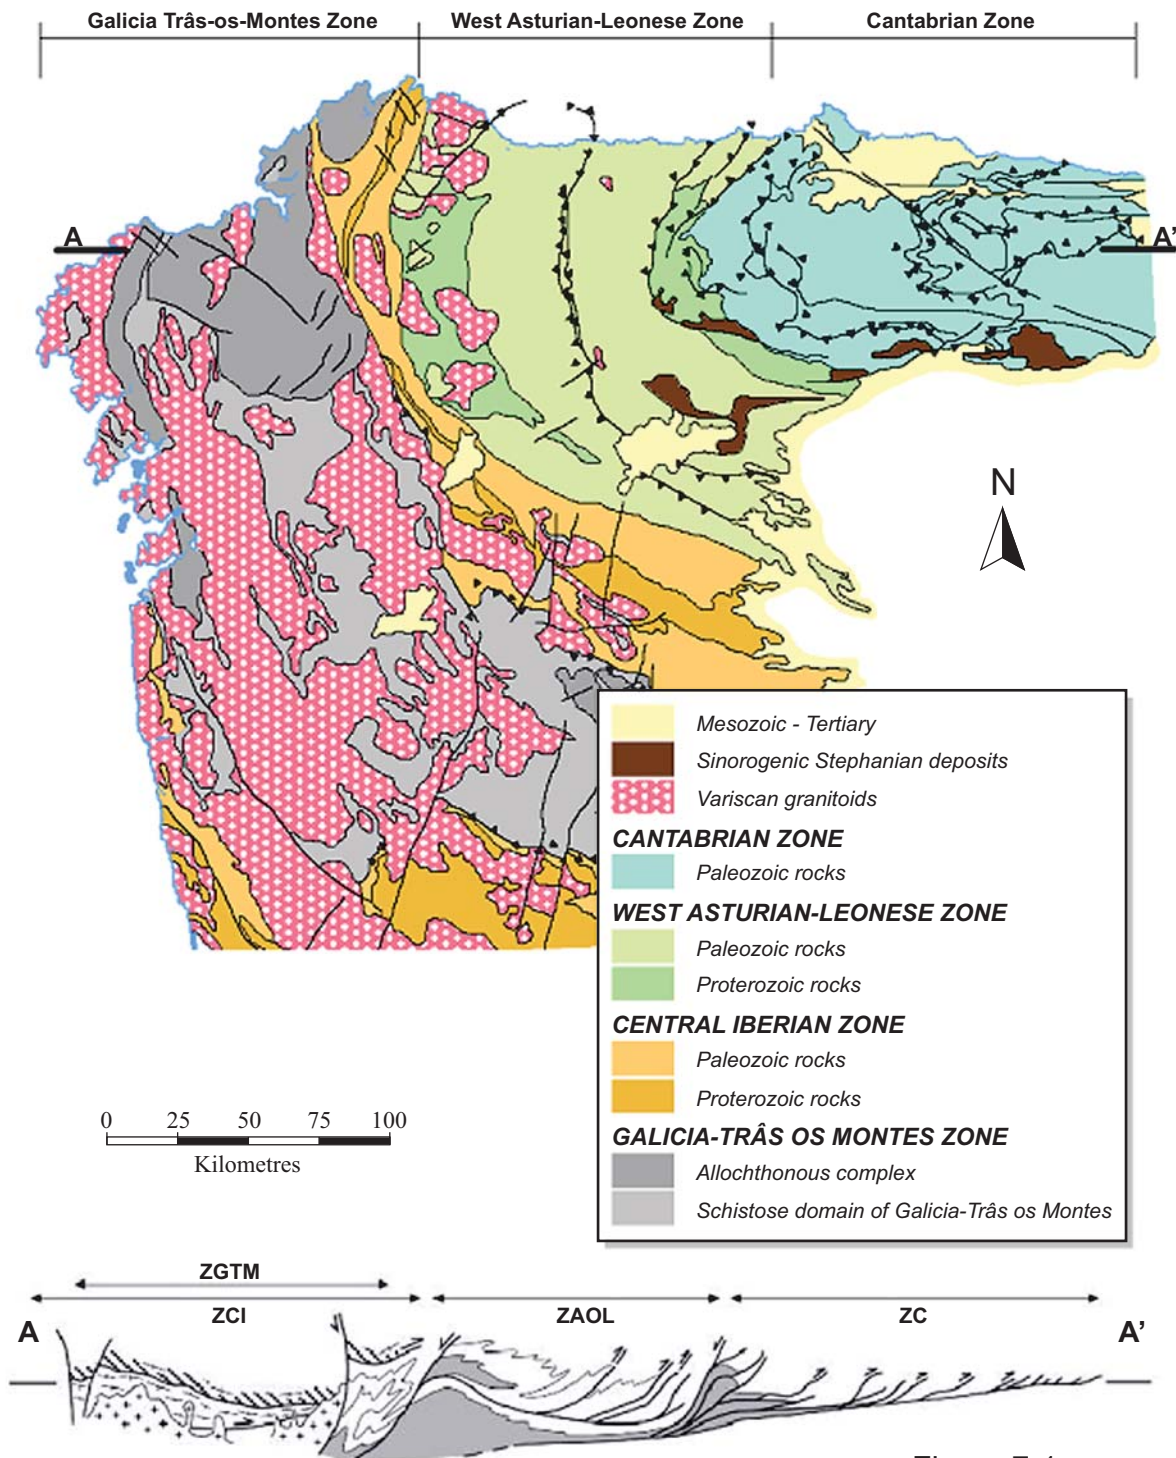 Galicia Trâs-os-Montes Zone West Asturian-Leonese Zone Cantabrian Zone
A A'
N
Mesozoic - Tertiary
Sinorogenic Stephanian deposits
Variscan granitoids
CANTABRIAN ZONE
Paleozoic rocks
WEST ASTURIAN-LEONESE ZONE
Paleozoic rocks
Proterozoic rocks
CENTRAL IBERIAN ZONE
Paleozoic rocks
Proterozoic rocks
GALICIA-TRÂS OS MONTES ZONE
Allochthonous complex
Schistose domain of Galicia-Trâs os Montes
0 25 50 75 100
Kilometres
ZGTM
ZCI ZAOL ZC
A A’